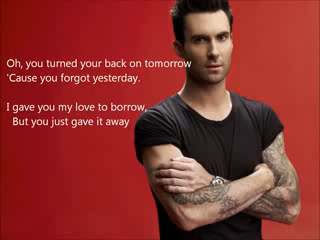 Oh, you turned your back on tomorrow
'Cause you forgot yesterday.
I gave you my love to borrow,
But you just gave it away